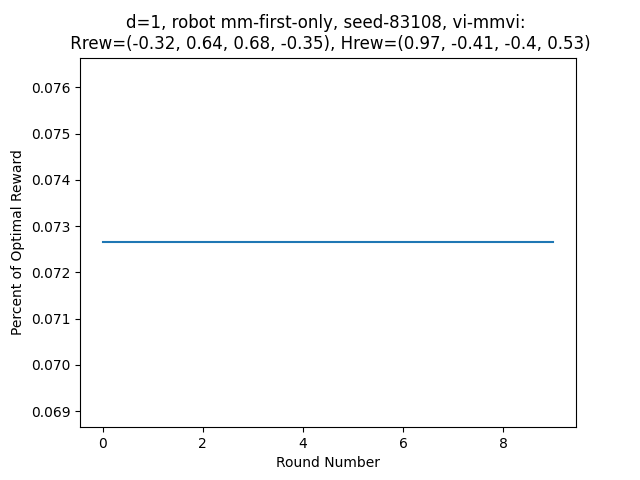 d=1, robot mm-first-only, seed-83108, vi-mmvi:
Rrew=(-0.32, 0.64, 0.68, -0.35), Hrew=(0.97, -0.41, -0.4, 0.53)
0.076
0.075
0.074
0.073
0.072
0.071
0.070
0.069
Percent of Optimal Reward
0 2 4 6 8
Round Number